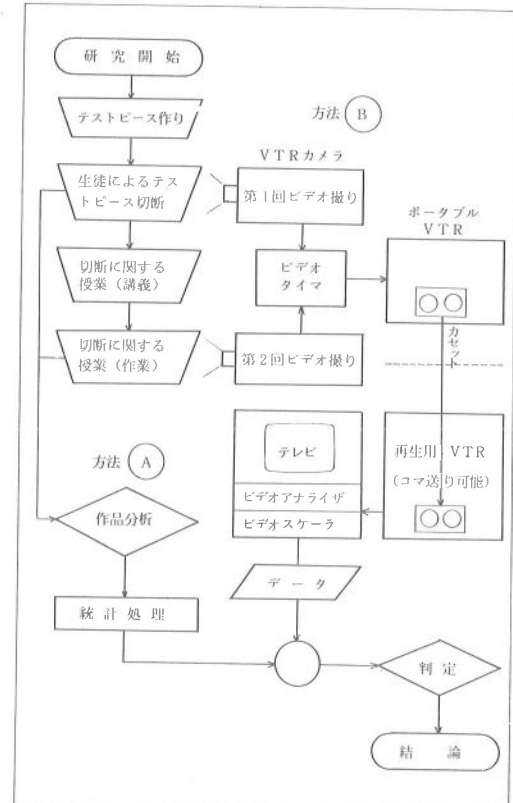 研究開始
テストピース作り
生徒によるテス
トピース切断
切断に関する
授業（講義）
切断に関する
授業（作業）
方法 Ⓐ
作品分析
統計処理
方法 Ⓑ
VTRカメラ
第1回ビデオ撮り
ビデオ
タイマ
第2回ビデオ撮り
ポータブル
VTR
カセット
再生用 VTR
（コマ送り可能）
テレビ
ビデオアナライザ
ビデオスケーラ
データ
判定
結論